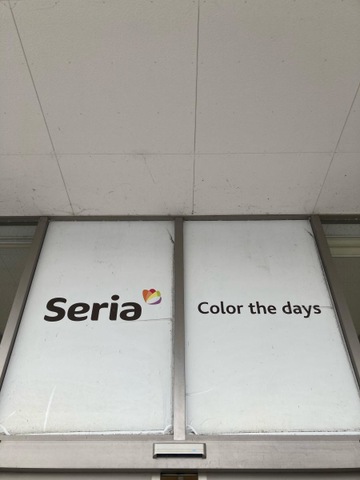 Seria
Color the days